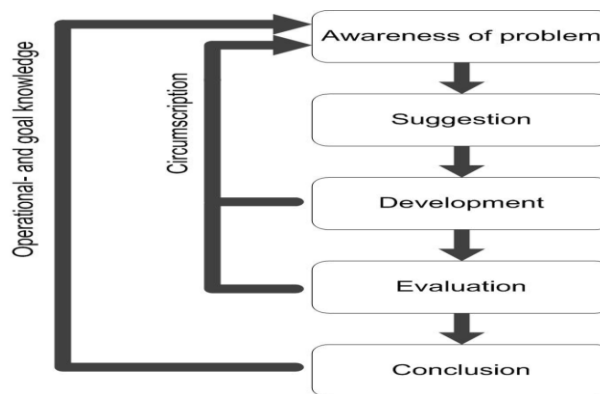 Awareness of problem
Suggestion
Development
Evaluation
Conclusion
Circumscription
Operational- and goal knowledge